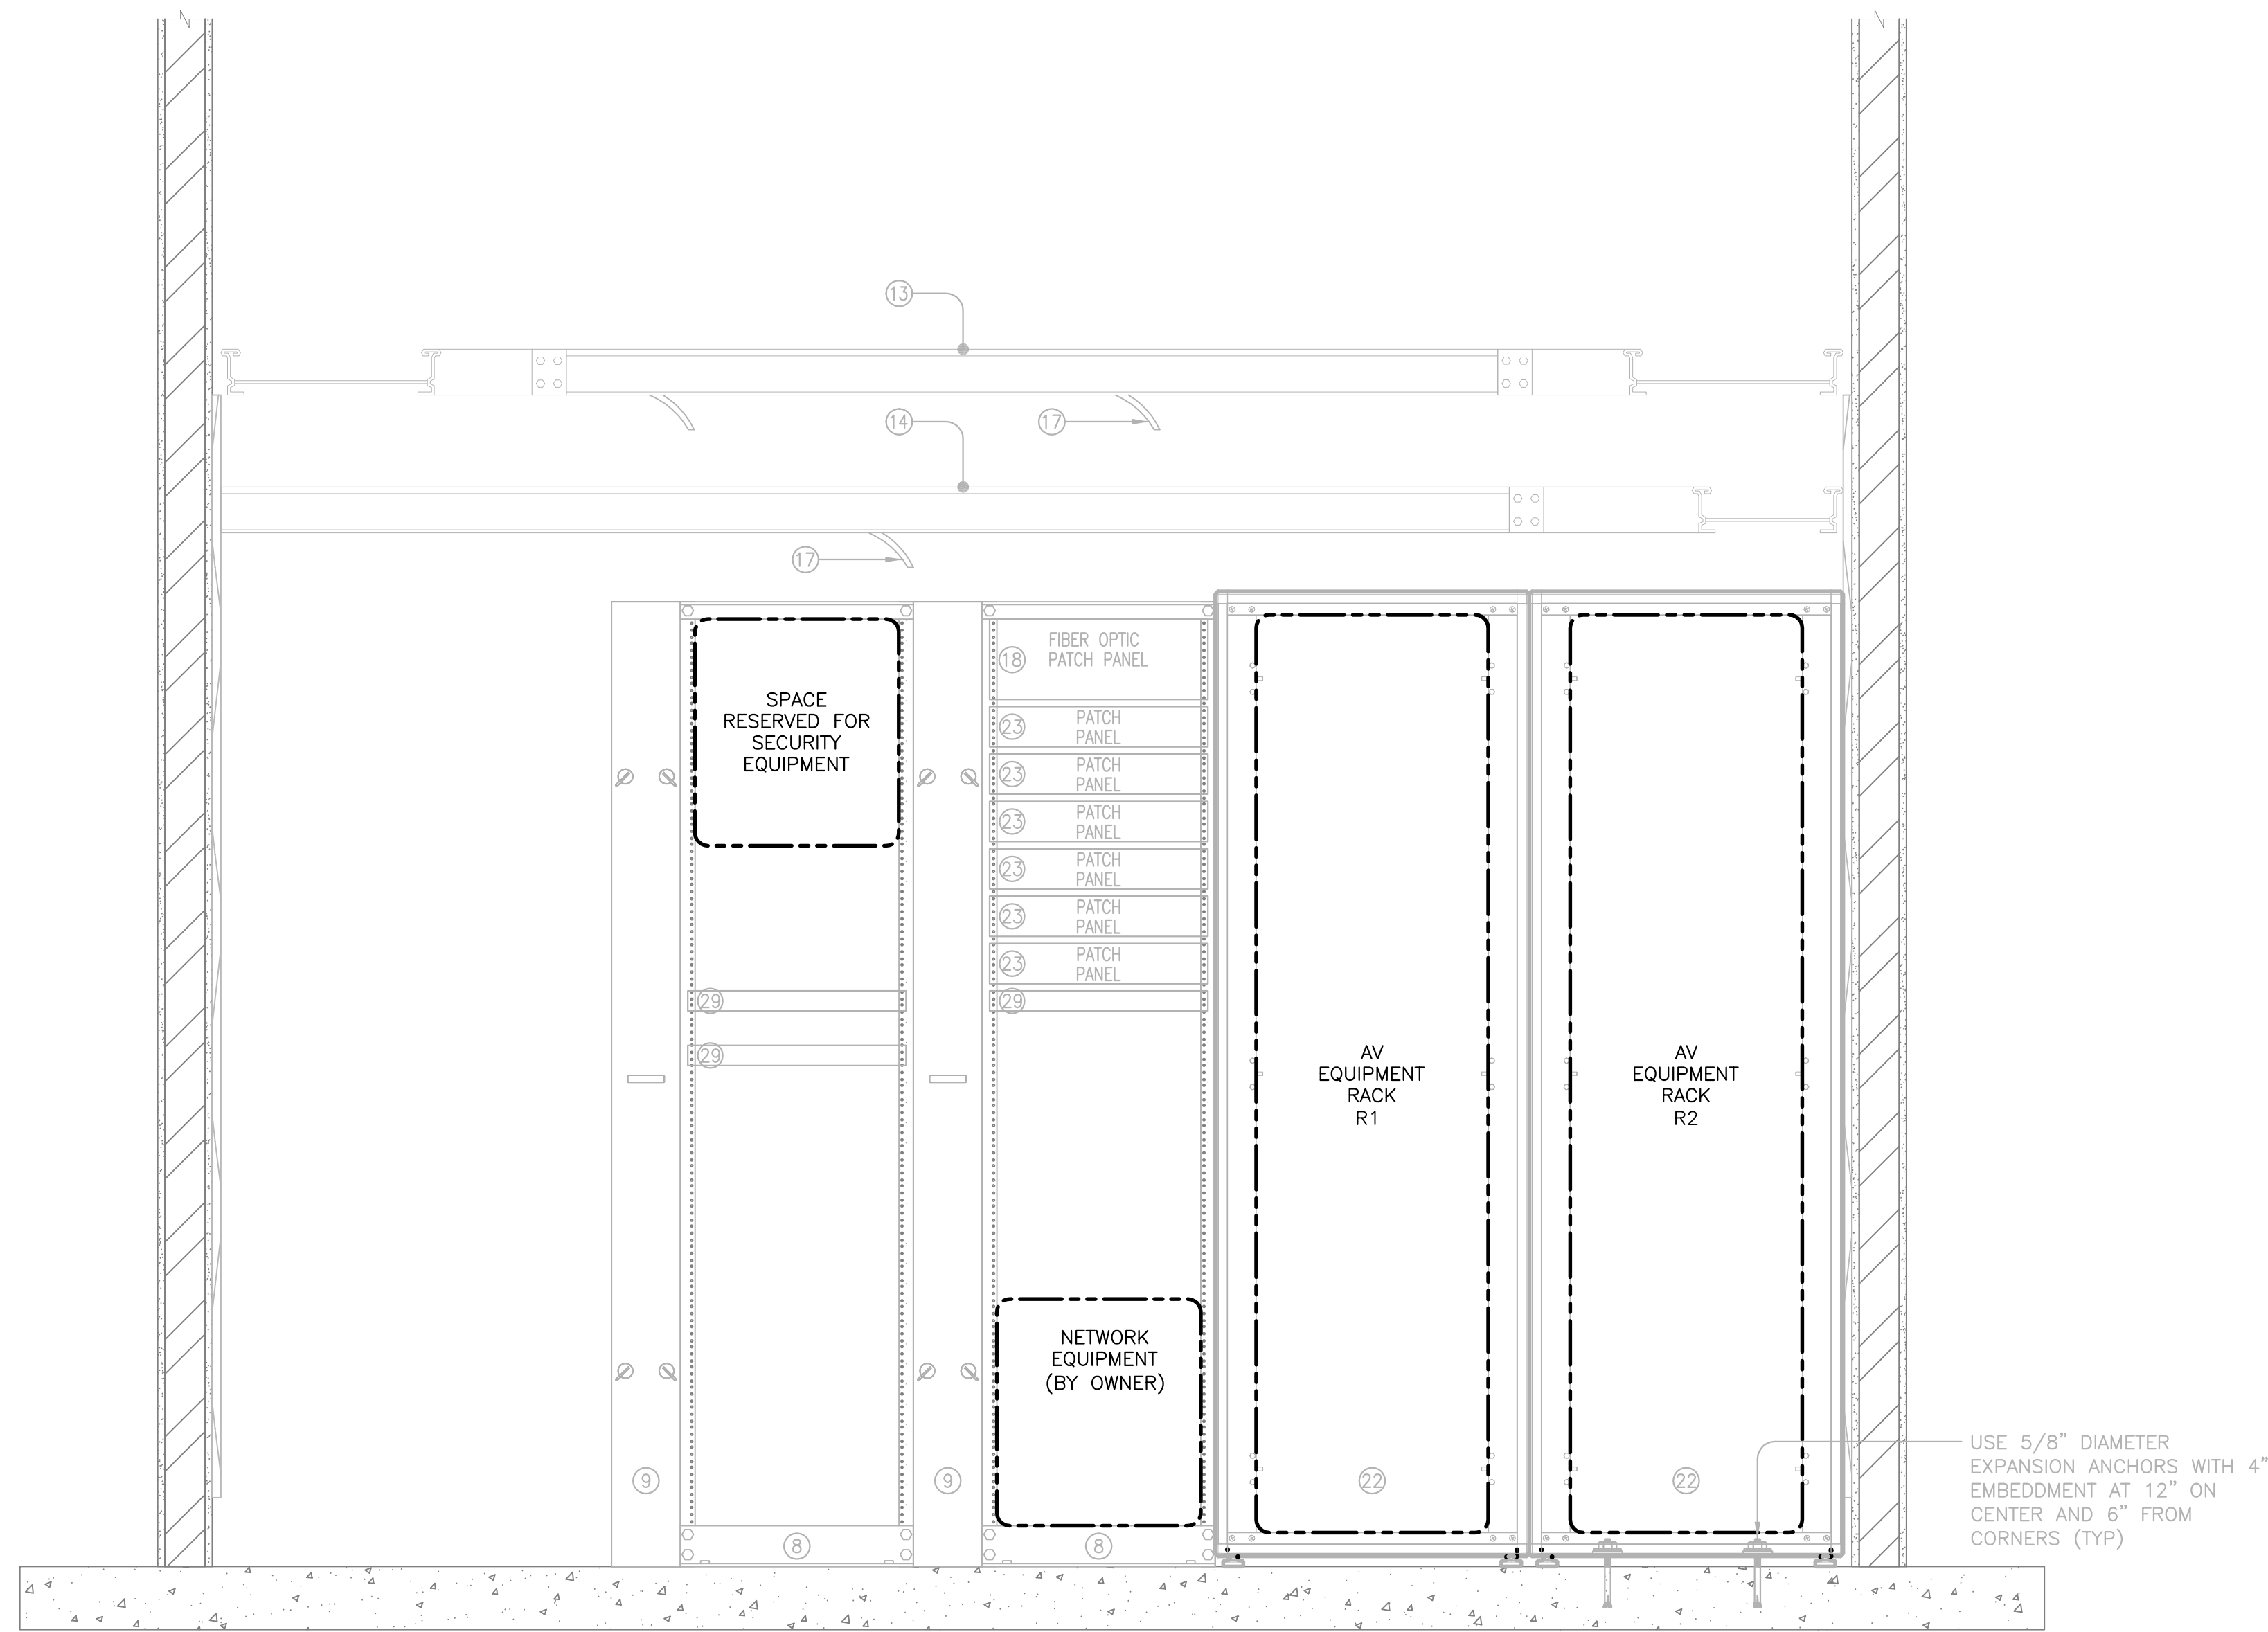 13
14
17
17
FIBER OPTIC
PATCH PANEL
18
SPACE
RESERVED FOR
SECURITY
EQUIPMENT
23
PATCH
PANEL
23
PATCH
PANEL
23
PATCH
PANEL
23
PATCH
PANEL
23
PATCH
PANEL
23
PATCH
PANEL
29
29
29
AV
EQUIPMENT
RACK
R1
AV
EQUIPMENT
RACK
R2
NETWORK
EQUIPMENT
(BY OWNER)
9
9
22
22
8
8
USE 5/8" DIAMETER
EXPANSION ANCHORS WITH 4"
EMBEDDMENT AT 12" ON
CENTER AND 6" FROM
CORNERS (TYP)